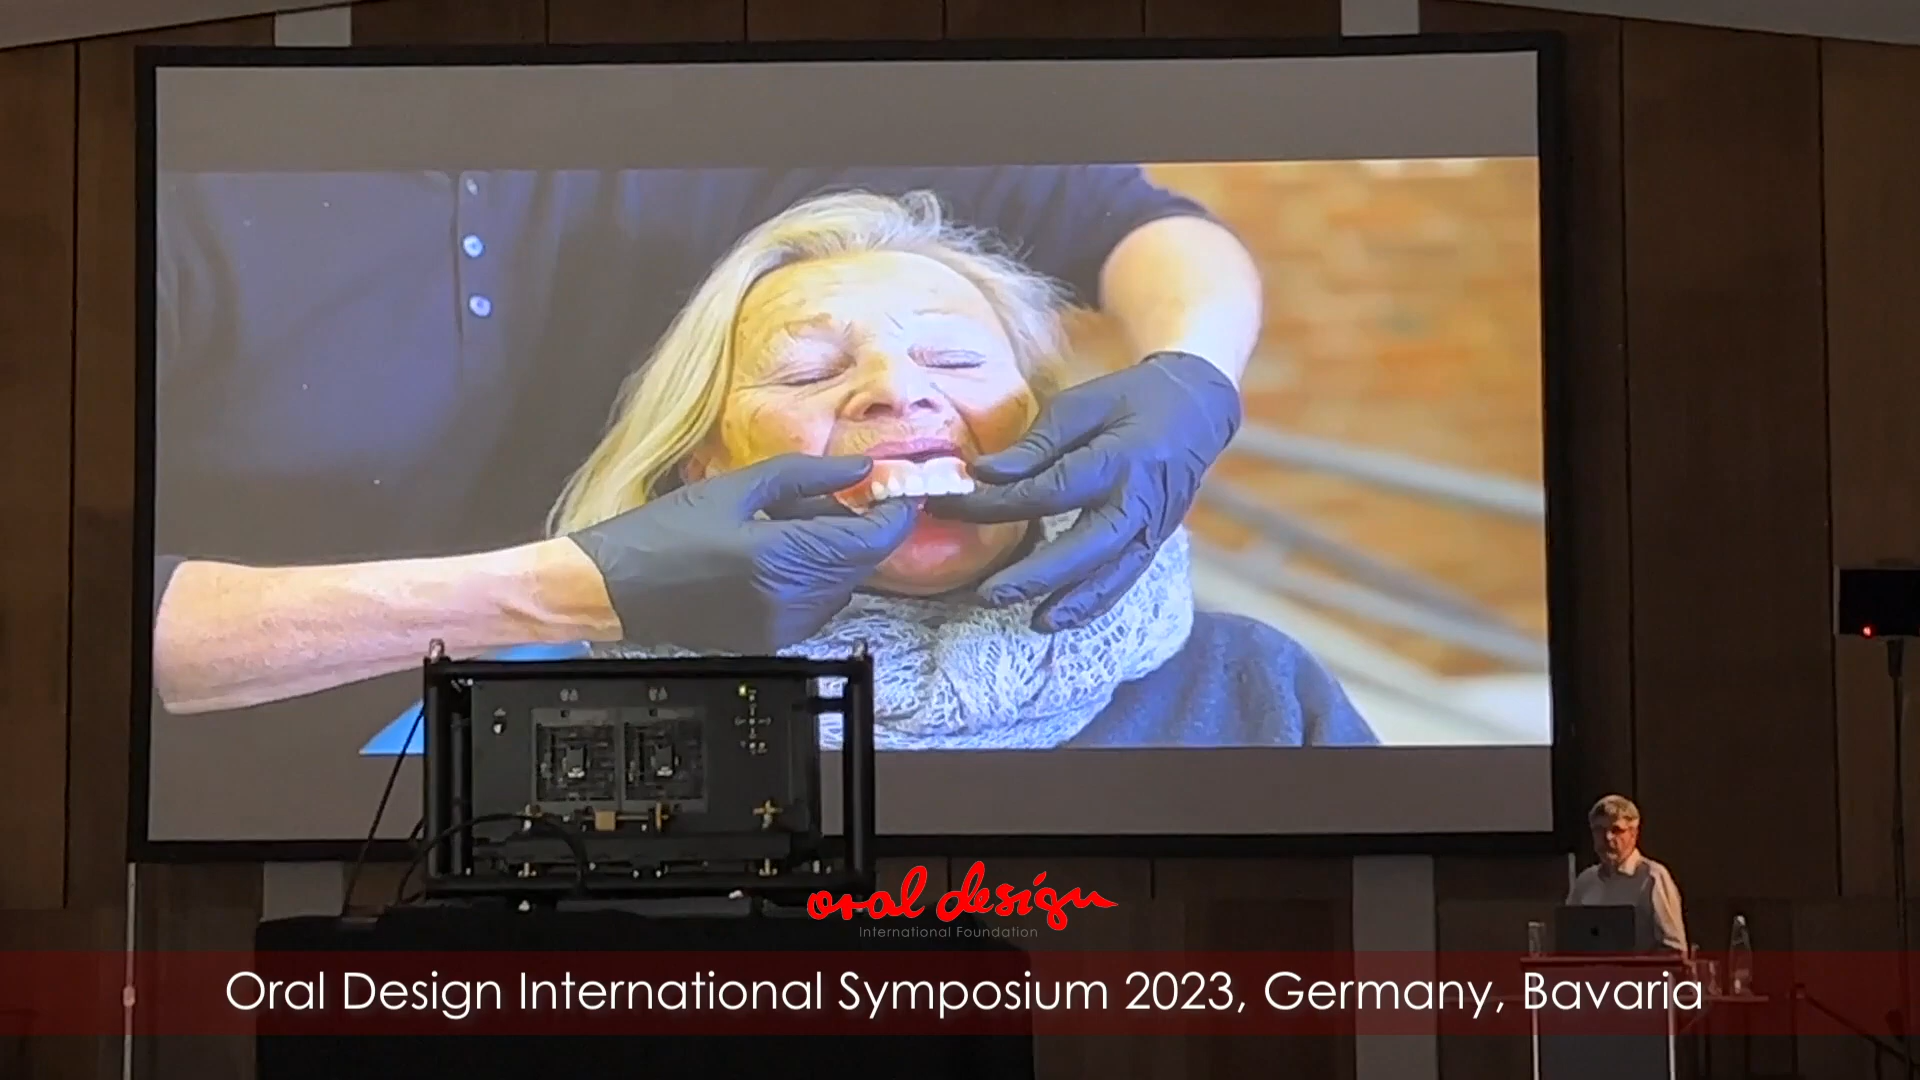 oral design
International Foundation
Oral Design International Symposium 2023, Germany, Bavaria